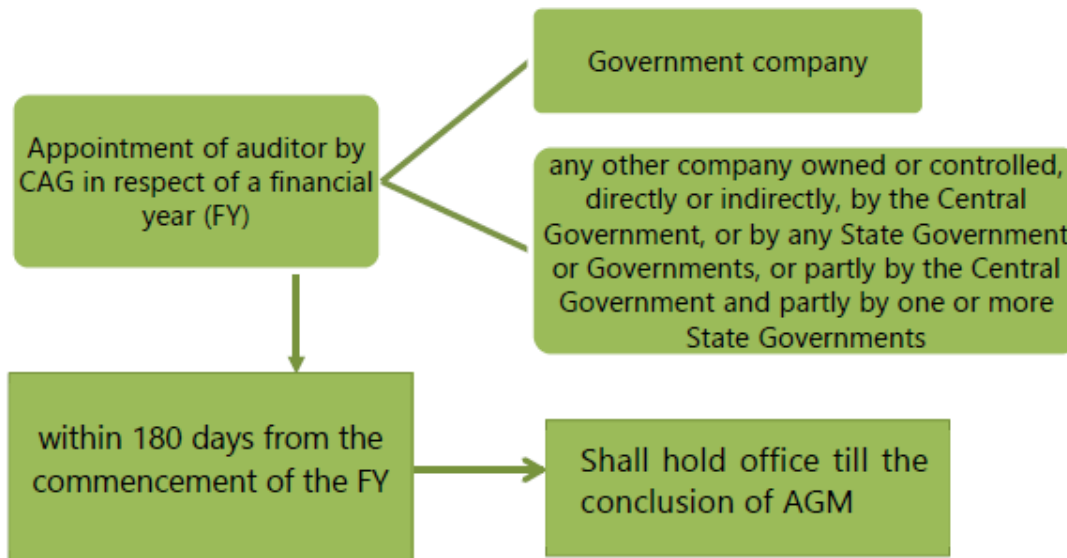 Government company
Appointment of auditor by
CAG in respect of a financial
year (FY)
any other company owned or controlled,
directly or indirectly, by the Central
Government, or by any State Government
or Governments, or partly by the Central
Government and partly by one or more
State Governments
within 180 days from the
commencement of the FY
Shall hold office till the
conclusion of AGM